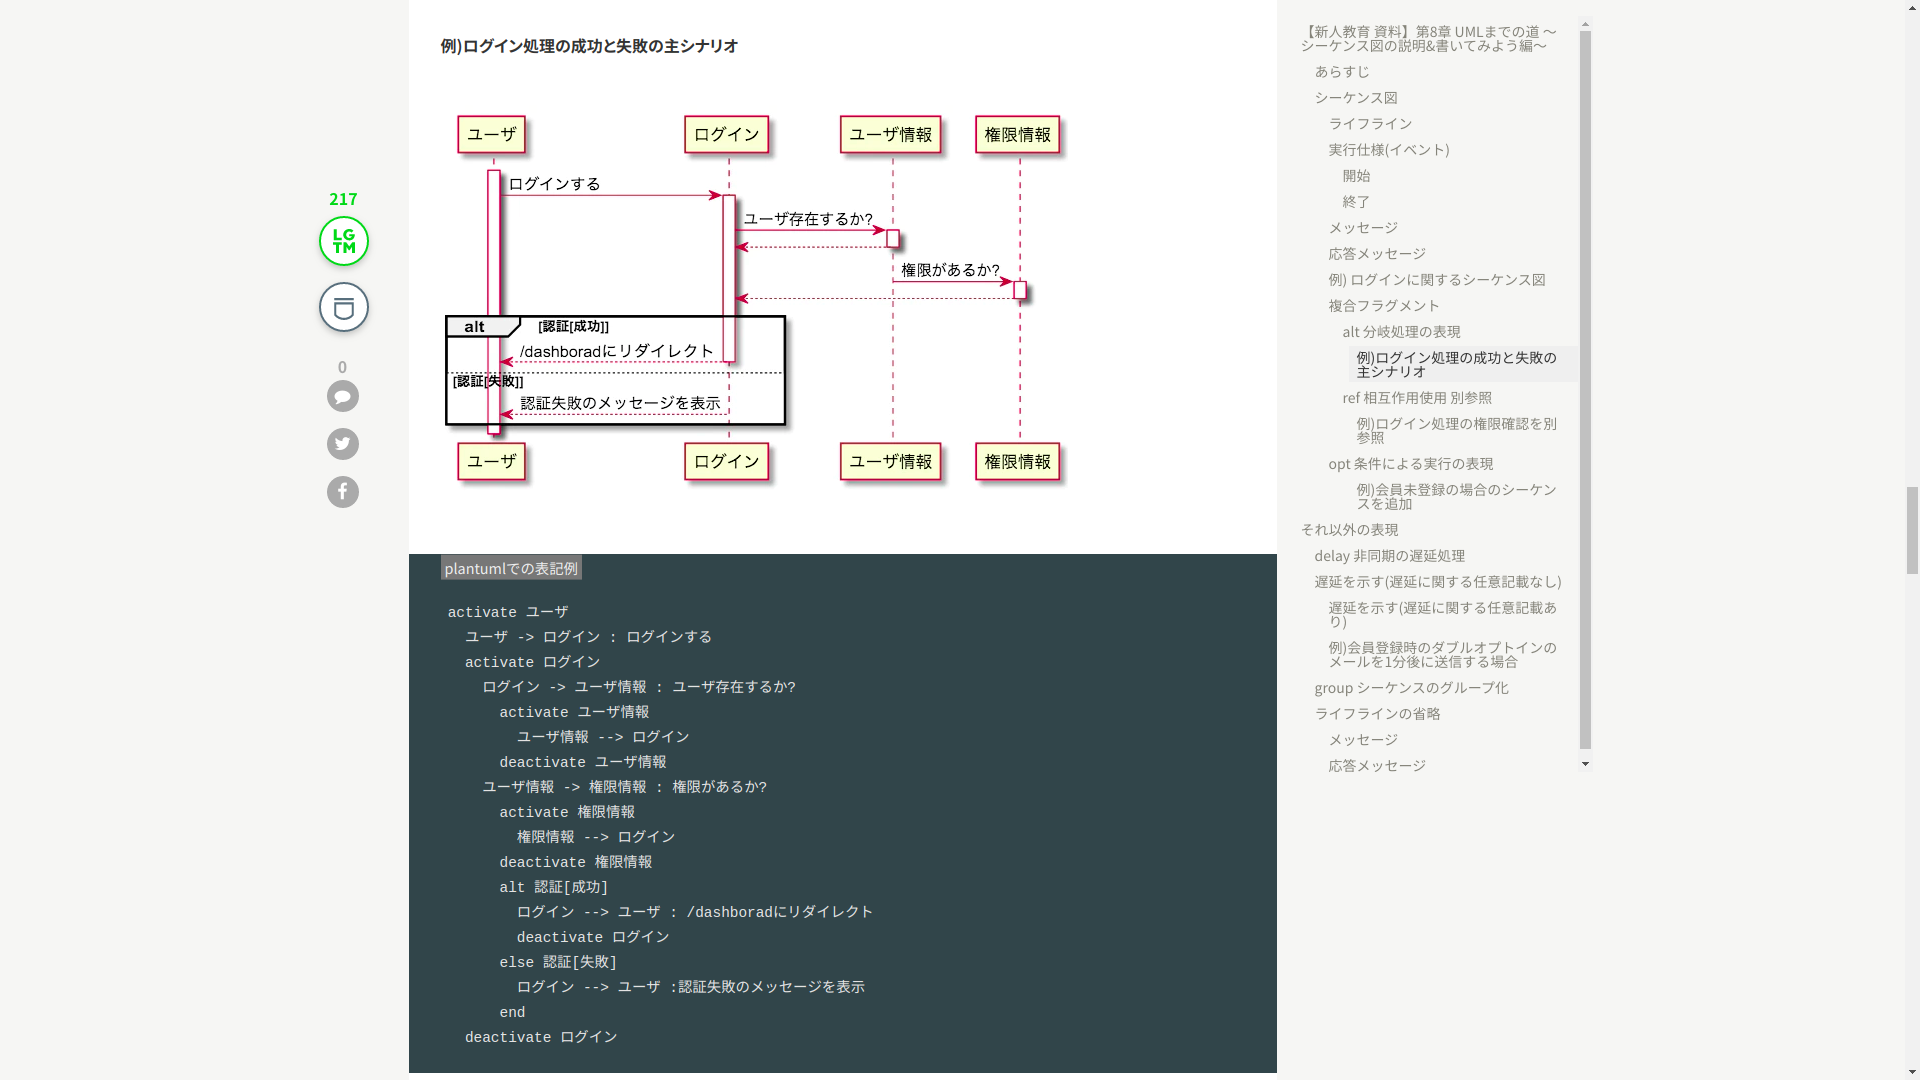 例)ログイン処理の成功と失敗の主シナリオ
ユーザ
ログイン
ユーザ情報
権限情報
ログインする
ユーザ存在するか?
権限があるか?
alt
[認証[成功]]
/dashboradにリダイレクト
[認証[失敗]]
認証失敗のメッセージを表示
ユーザ
ログイン
ユーザ情報
権限情報
217
LG
TM
0
plantumlでの表記例
activate ユーザ
ユーザ -> ログイン : ログインする
activate ログイン
ログイン -> ユーザ情報 : ユーザ存在するか?
activate ユーザ情報
ユーザ情報 --> ログイン
deactivate ユーザ情報
ユーザ情報 -> 権限情報 : 権限があるか?
activate 権限情報
権限情報 --> ログイン
deactivate 権限情報
alt 認証[成功]
ログイン --> ユーザ : /dashboradにリダイレクト
deactivate ログイン
else 認証[失敗]
ログイン --> ユーザ :認証失敗のメッセージを表示
end
deactivate ログイン
【新人教育 資料】第8章 UMLまでの道 〜
シーケンス図の説明&書いてみよう編〜
あらすじ
シーケンス図
ライフライン
実行仕様(イベント)
開始
終了
メッセージ
応答メッセージ
例) ログインに関するシーケンス図
複合フラグメント
alt 分岐処理の表現
例)ログイン処理の成功と失敗の
主シナリオ
ref 相互作用使用 別参照
例)ログイン処理の権限確認を別
参照
opt 条件による実行の表現
例)会員未登録の場合のシーケン
スを追加
それ以外の表現
delay 非同期の遅延処理
遅延を示す(遅延に関する任意記載なし)
遅延を示す(遅延に関する任意記載あ
り)
例)会員登録時のダブルオプトインの
メールを1分後に送信する場合
group シーケンスのグループ化
ライフラインの省略
メッセージ
応答メッセージ